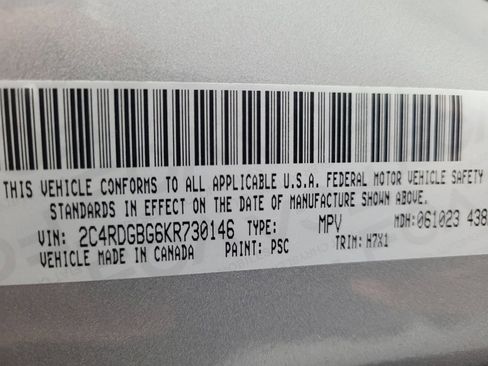 THIS VEHICLE CONFORMS TO ALL APPLICABLE U.S.A. FEDERAL MOTOR VEHICLE SAFETY
STANDARDS IN EFFECT ON THE DATE OF MANUFACTURE SHOWN ABOVE.
VIN: 2C4RDGBG6KR730146 TYPE: MPV MDH: 061023 438
VEHICLE MADE IN CANADA PAINT: PSC TRIM: H7X1